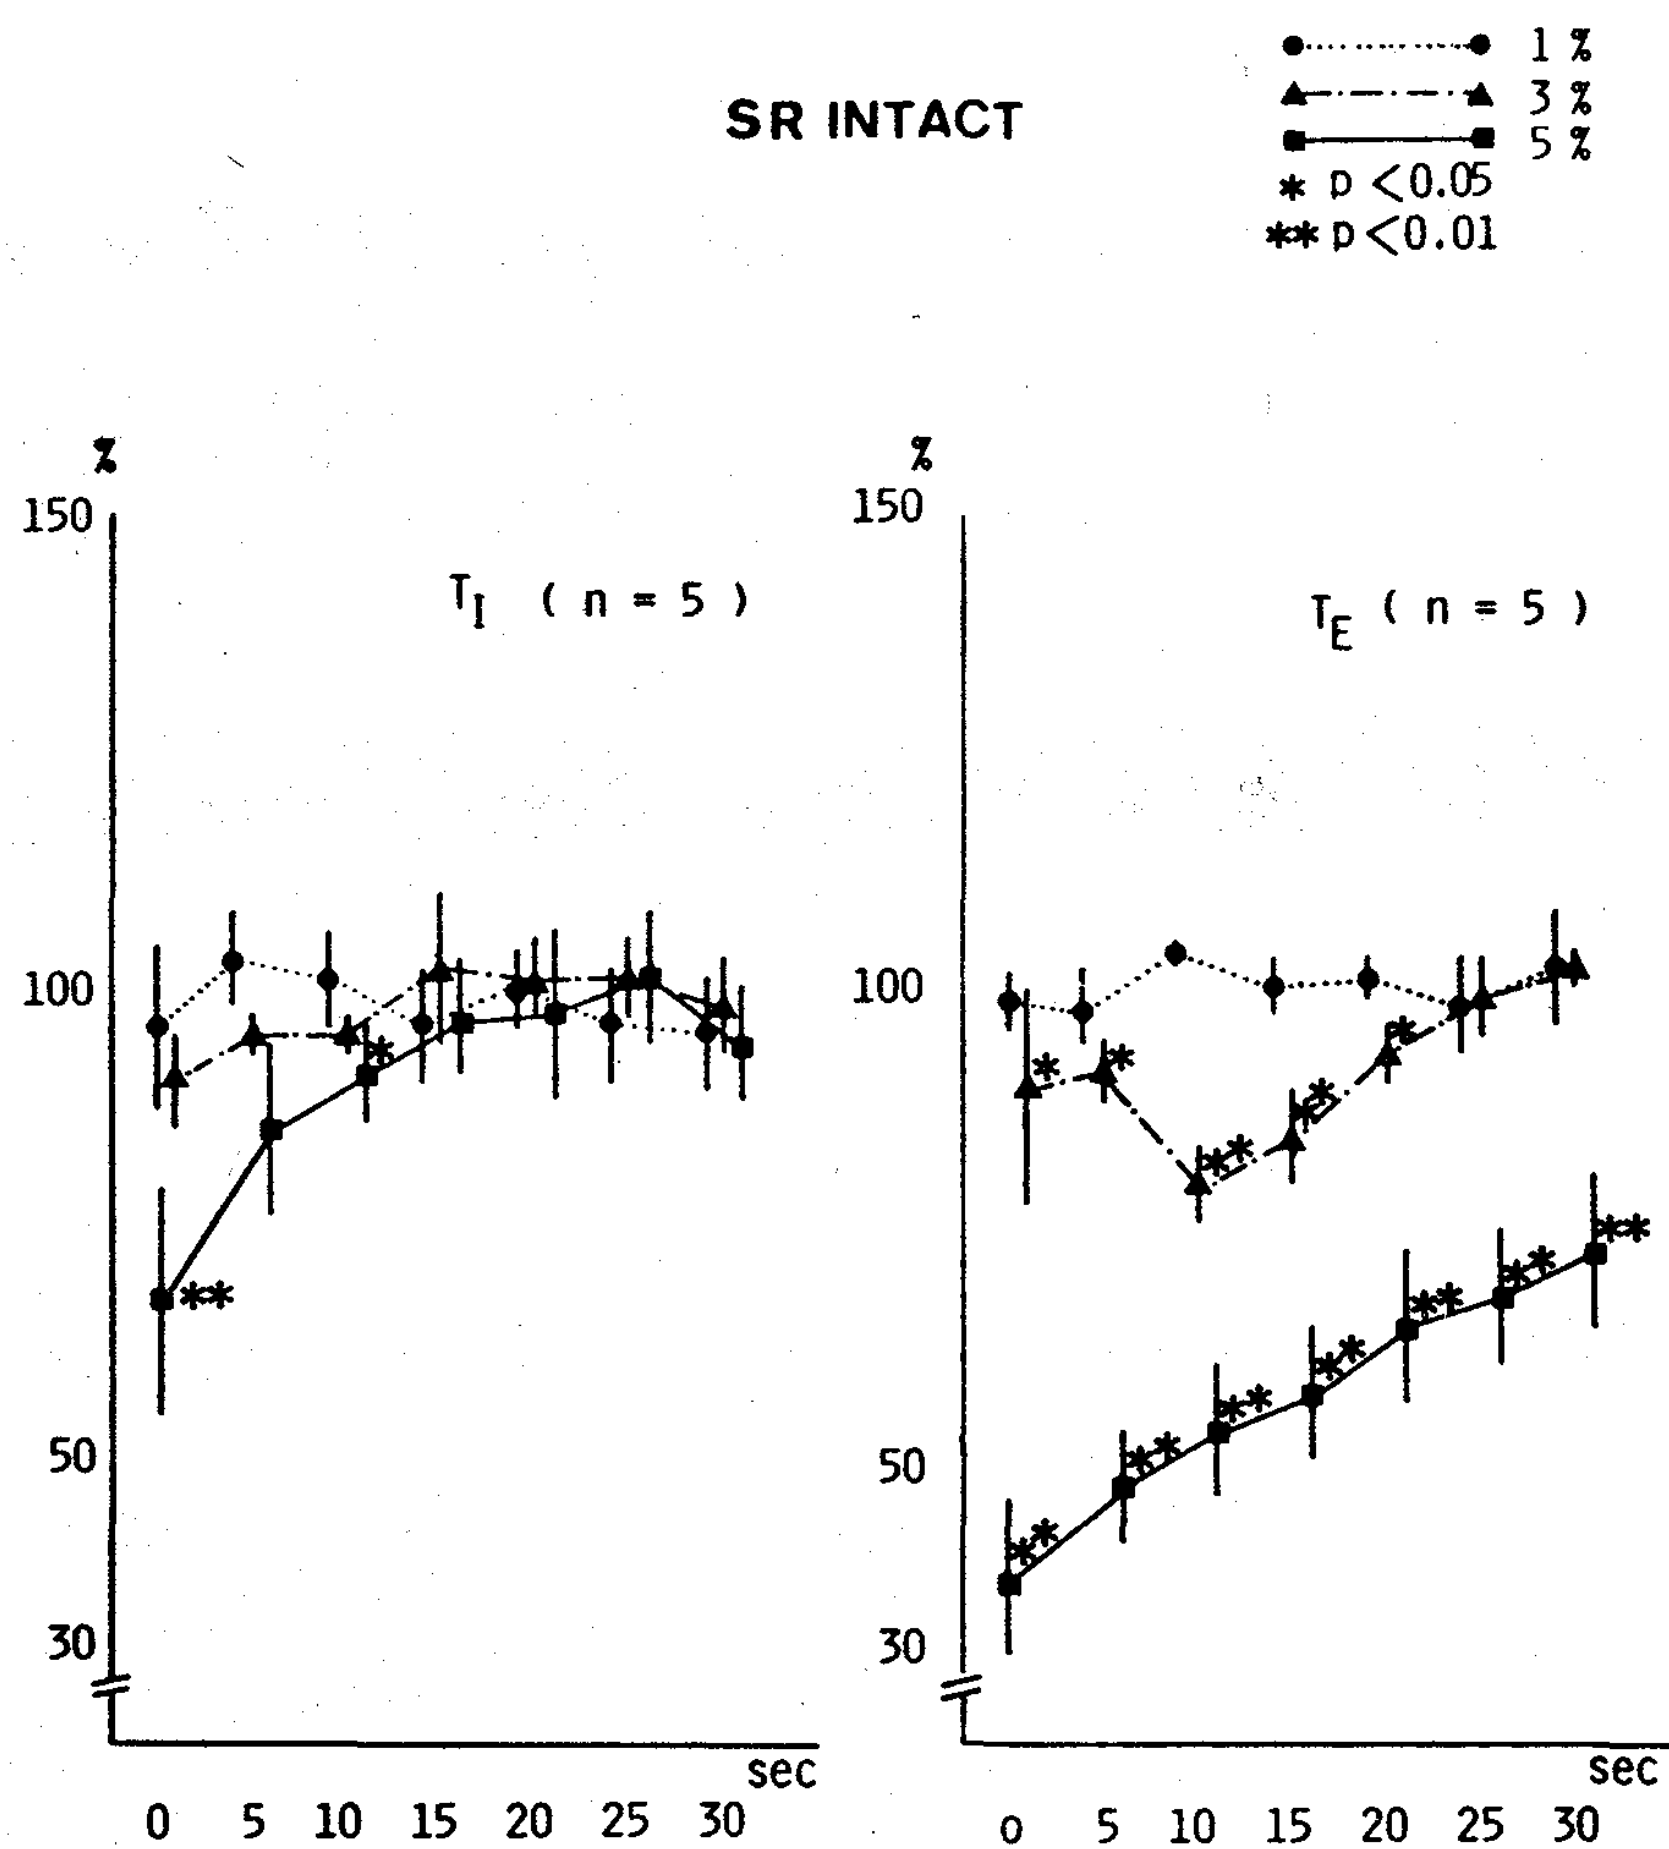 1 %
3 %
5 %
* p <0.05
** p <0.01
SR INTACT
%
150
T_I ( n = 5 )
100
*
**
50
30
sec
0 5 10 15 20 25 30
%
150
T_E ( n = 5 )
100
* * ** ** *
50
** ** ** ** ** ** **
30
sec
0 5 10 15 20 25 30